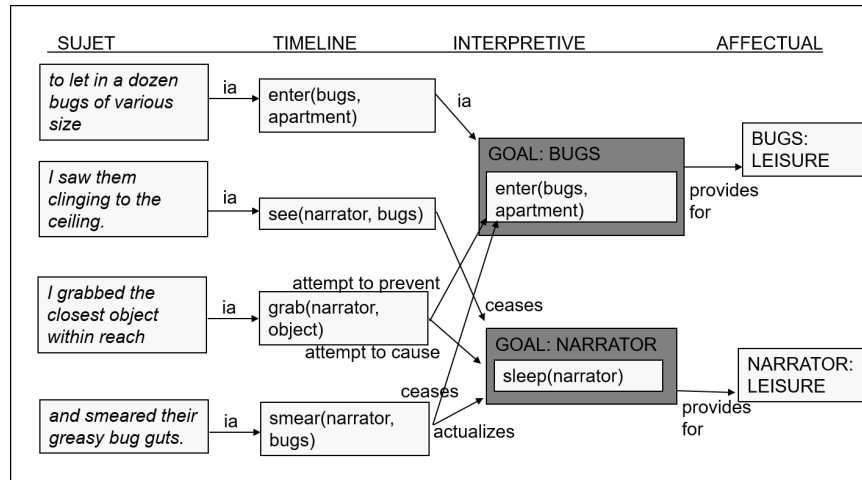 SUJET TIMELINE INTERPRETIVE AFFECTUAL
to let in a dozen
bugs of various
size
ia
enter(bugs,
apartment)
ia
GOAL: BUGS
enter(bugs,
apartment)
provides
for
BUGS:
LEISURE
I saw them
clinging to the
ceiling.
ia
see(narrator, bugs)
ceases
I grabbed the
closest object
within reach
ia
attempt to prevent
grab(narrator,
object)
attempt to cause
GOAL: NARRATOR
sleep(narrator)
provides
for
NARRATOR:
LEISURE
and smeared their
greasy bug guts.
ia
smear(narrator,
bugs)
ceases
actualizes